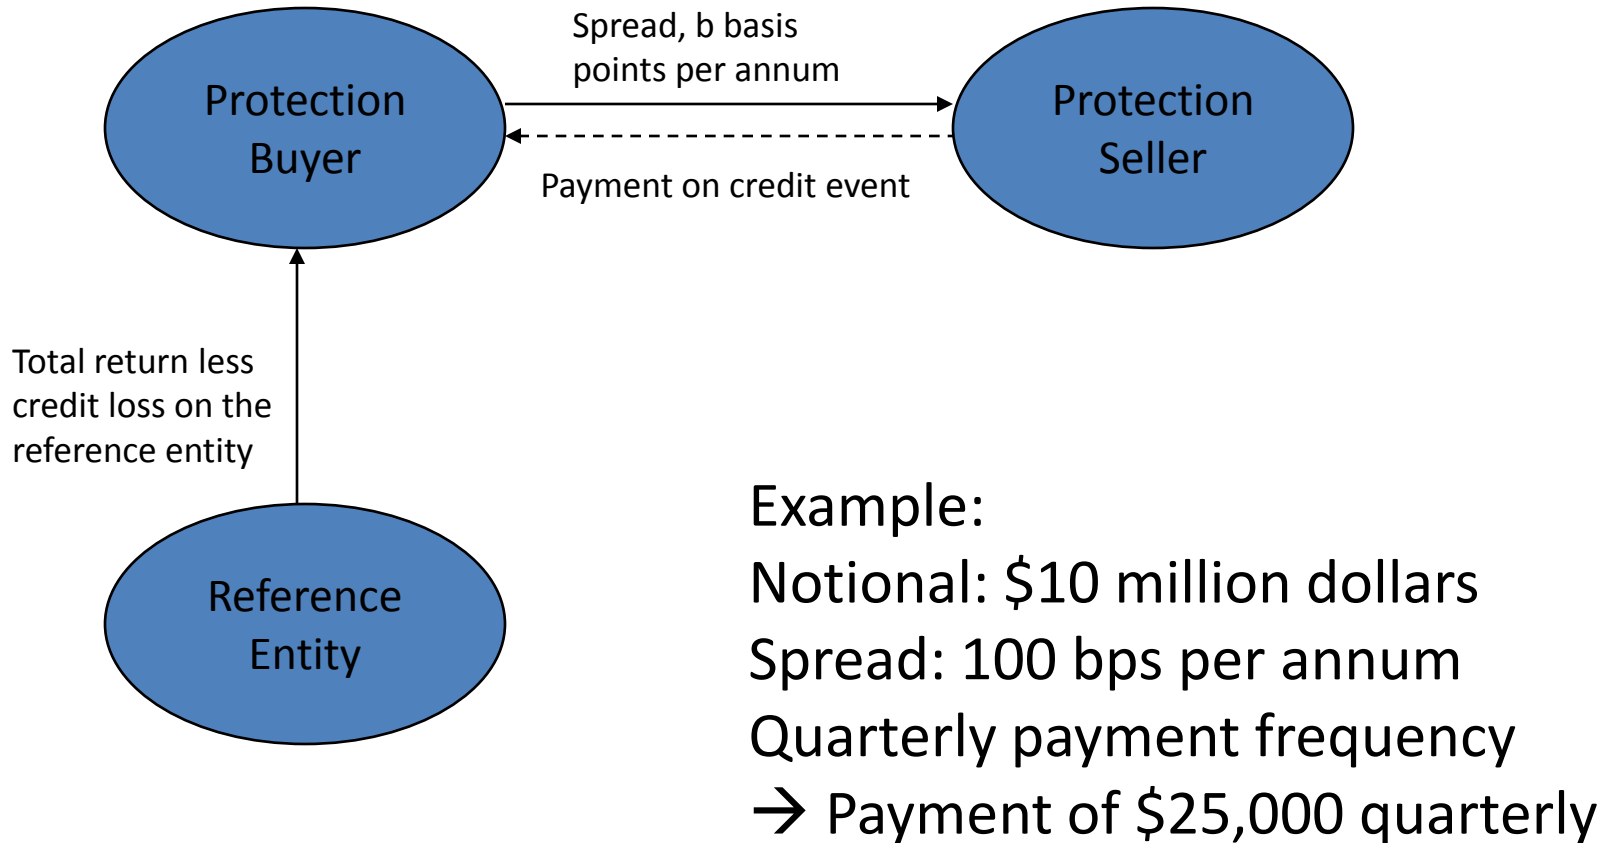 Spread, b basis
points per annum
Protection
Buyer
Protection
Seller
Payment on credit event
Total return less
credit loss on the
reference entity
Reference
Entity
Example:
Notional: $10 million dollars
Spread: 100 bps per annum
Quarterly payment frequency
→ Payment of $25,000 quarterly